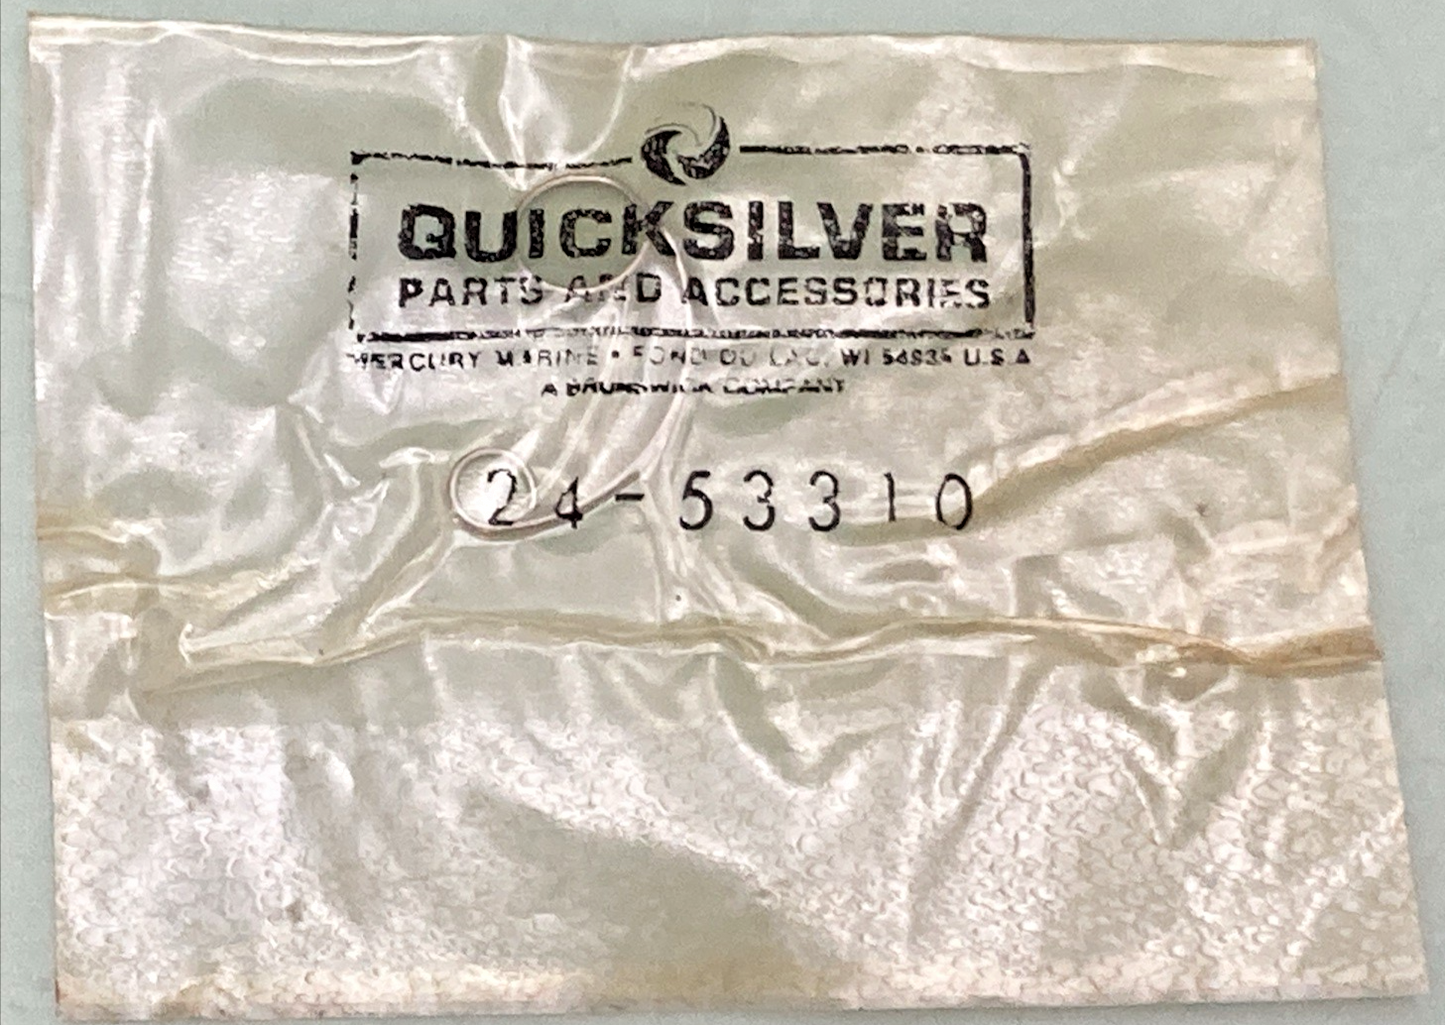 QUICKSILVER
PARTS AND ACCESSORIES
MERCURY MARINE • FOND DU LAC, WI 54935 U.S.A
A BRUNSWICK COMPANY
24-53310